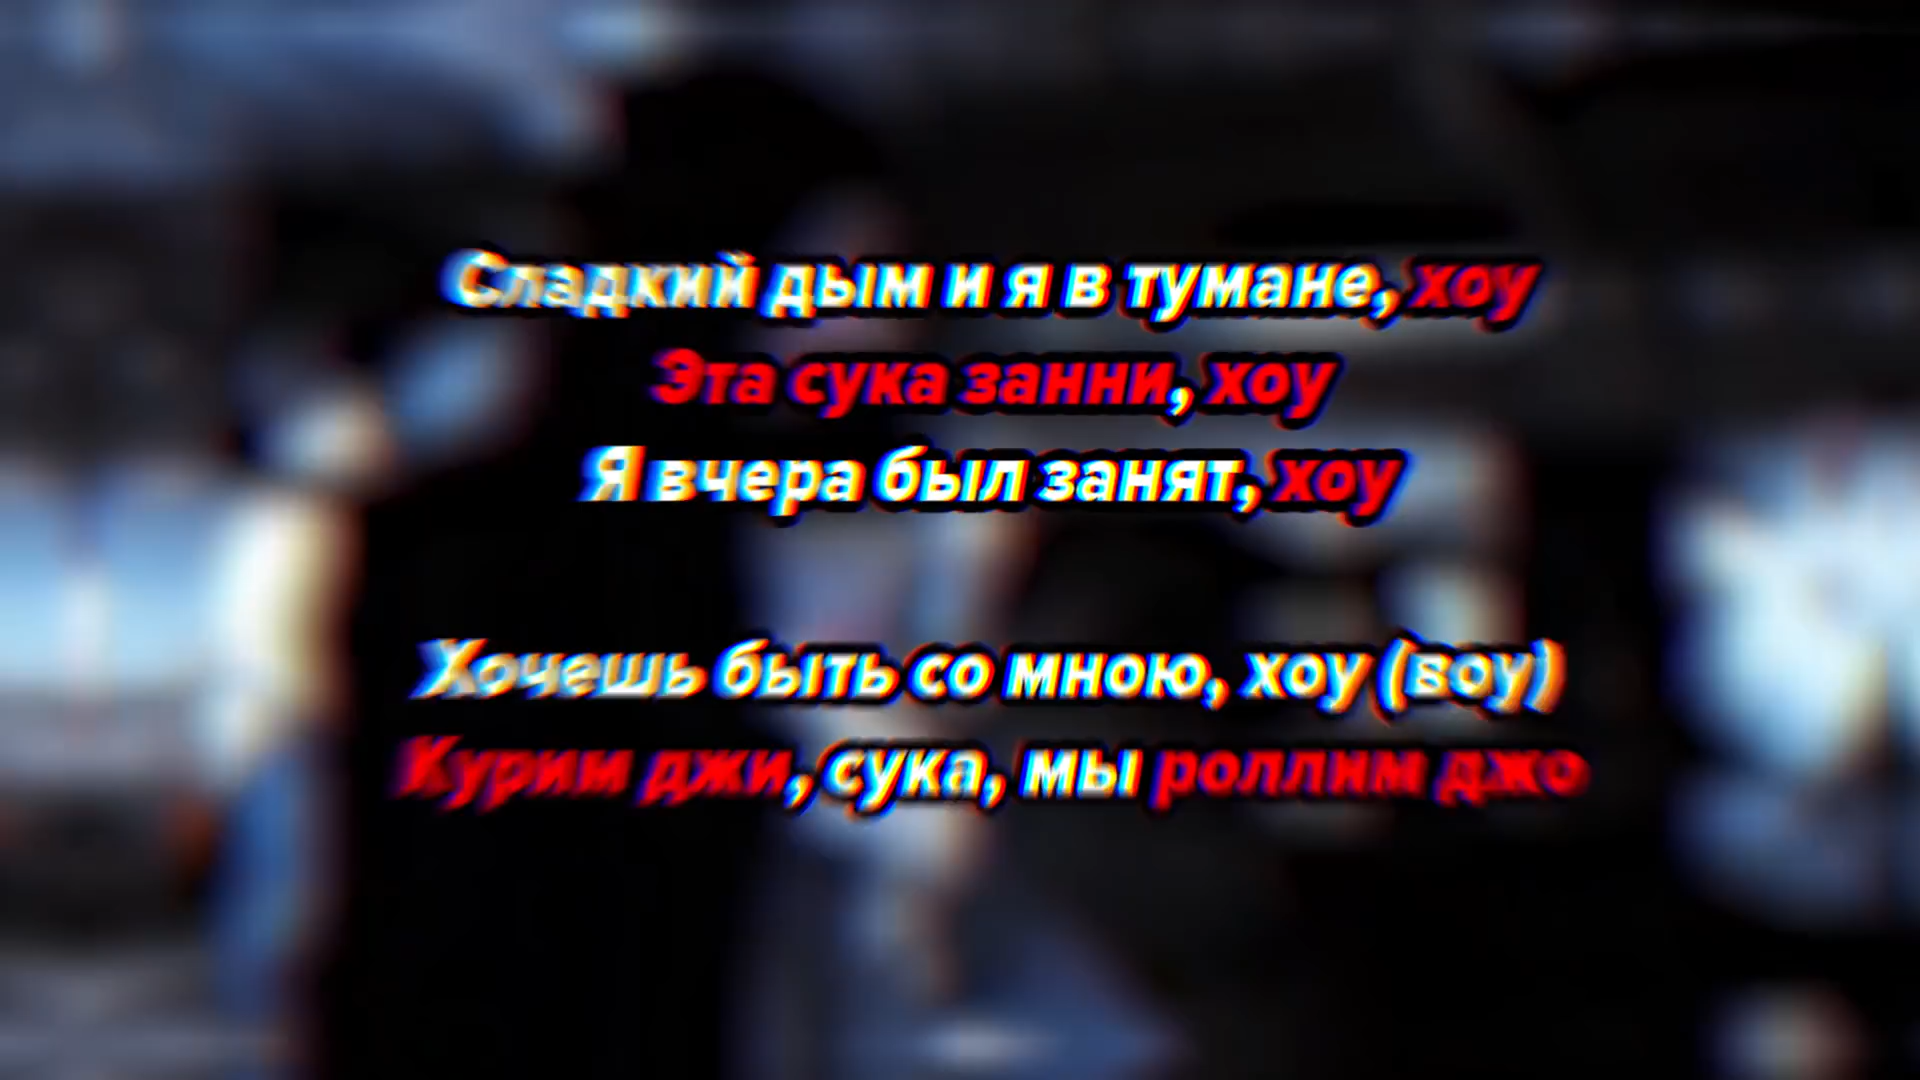 Сладкий дым и я в тумане, хоу
Эта сука занни, хоу
Я вчера был занят, хоу
Хочешь быть со мною, хоу (воу)
Курим джи, сука, мы роллим джо